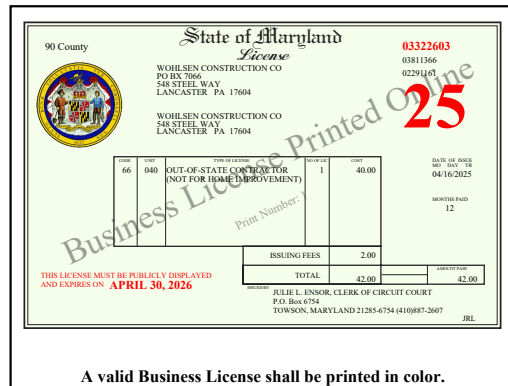 State of Maryland
License
90 County
03322603
03811366
02291161
25
WOHLSEN CONSTRUCTION CO
PO BX 7066
548 STEEL WAY
LANCASTER PA 17604
WOHLSEN CONSTRUCTION CO
548 STEEL WAY
LANCASTER PA 17604
Business License Printed Online
Print Number: 1
CODE UNIT TYPE OF LICENSE NO OF LIC COST
66 040 OUT-OF-STATE CONTRACTOR 1 40.00
(NOT FOR HOME IMPROVEMENT)
DATE OF ISSUE
MO DAY YR
04/16/2025
MONTHS PAID
12
ISSUING FEES 2.00
TOTAL 42.00
AMOUNT PAID
42.00
THIS LICENSE MUST BE PUBLICLY DISPLAYED
AND EXPIRES ON APRIL 30, 2026
ISSUED BY
JULIE L. ENSOR, CLERK OF CIRCUIT COURT
P.O. Box 6754
TOWSON, MARYLAND 21285-6754 (410)887-2607
JRL
A valid Business License shall be printed in color.